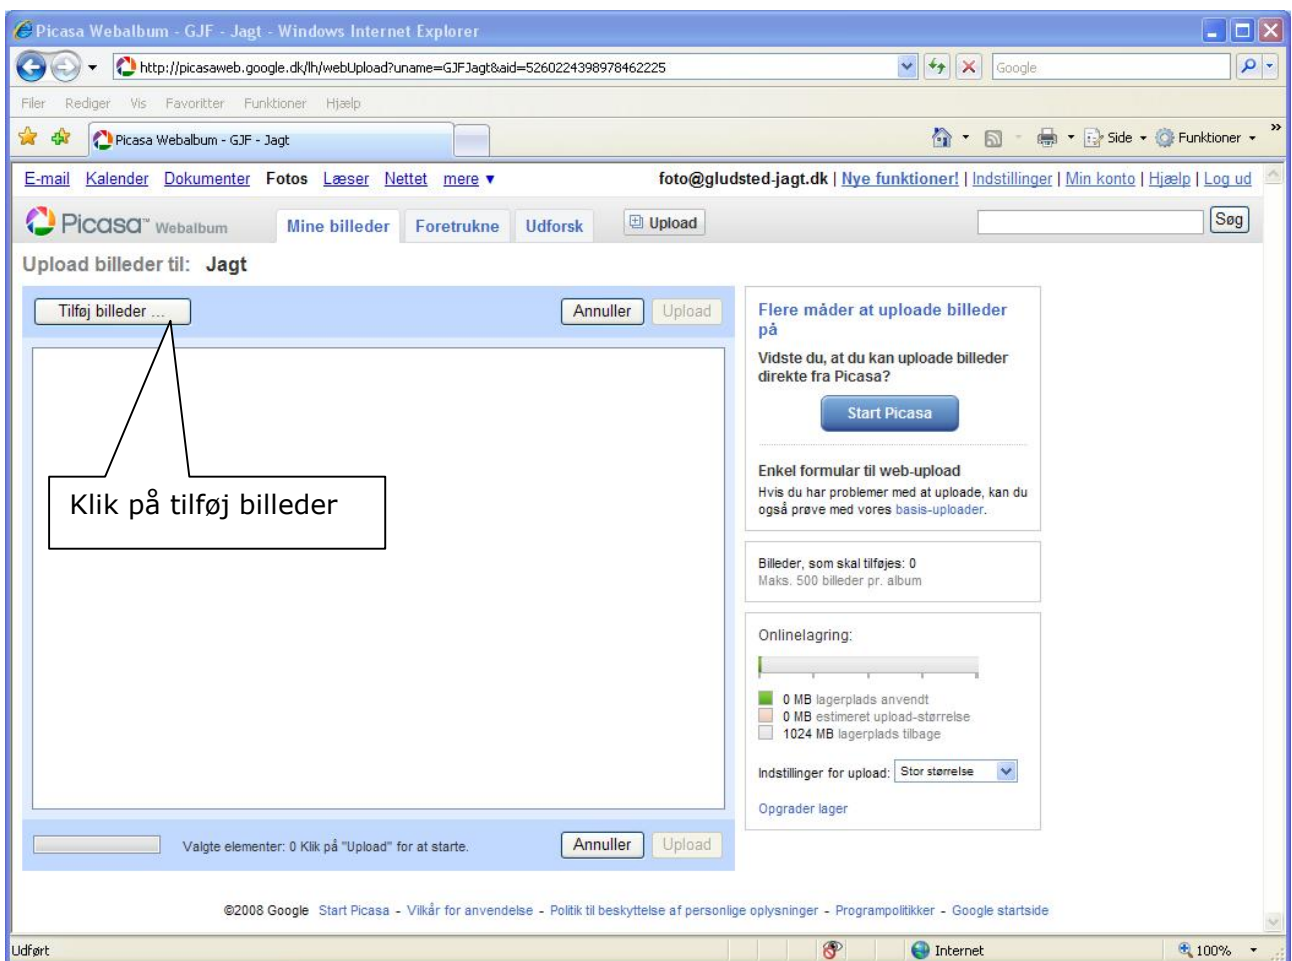 Picasa Webalbum - GJF - Jagt - Windows Internet Explorer
http://picasaweb.google.dk/lh/webUpload?uname=GJFJagt&aid=5260224398978462225
Google
Filer Rediger Vis Favoritter Funktioner Hjælp
Picasa Webalbum - GJF - Jagt
Side Funktioner »
E-mail Kalender Dokumenter Fotos Læser Nettet mere ▼ foto@gludsted-jagt.dk | Nye funktioner! | Indstillinger | Min konto | Hjælp | Log ud
Picasa™ Webalbum Mine billeder Foretrukne Udforsk Upload Søg
Upload billeder til: Jagt
Tilføj billeder ... Annuller Upload
Klik på tilføj billeder
Flere måder at uploade billeder
på
Vidste du, at du kan uploade billeder
direkte fra Picasa?
Start Picasa
Enkel formular til web-upload
Hvis du har problemer med at uploade, kan du
også prøve med vores basis-uploader.
Billeder, som skal tilføjes: 0
Maks. 500 billeder pr. album
Onlinelagring:
0 MB lagerplads anvendt
0 MB estimeret upload-størrelse
1024 MB lagerplads tilbage
Indstillinger for upload: Stor størrelse
Opgrader lager
Valgte elementer: 0 Klik på "Upload" for at starte. Annuller Upload
©2008 Google Start Picasa - Vilkår for anvendelse - Politik til beskyttelse af personlige oplysninger - Programpolitikker - Google startside
Udført Internet 100%